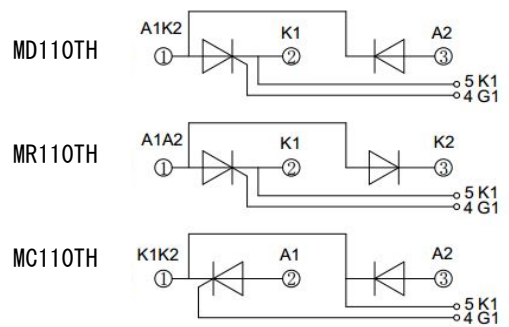 A1K2 K1 A2
MD110TH
① ② ③
5 K1
4 G1
A1A2 K1 K2
MR110TH
① ② ③
5 K1
4 G1
K1K2 A1 A2
MC110TH
① ② ③
5 K1
4 G1